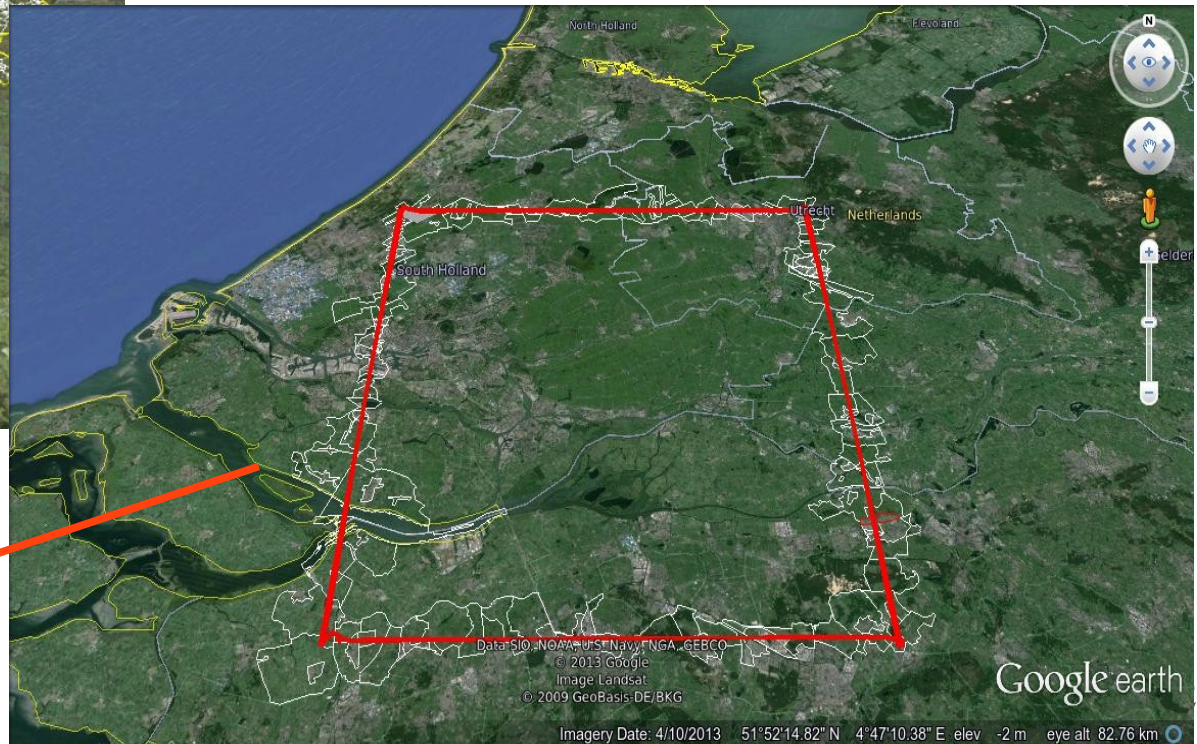 North Holland
Flevoland
N
Utrecht
Netherlands
South Holland
Gelder
Data SIO, NOAA, U.S. Navy, NGA, GEBCO
© 2013 Google
Image Landsat
© 2009 GeoBasis-DE/BKG
Google earth
Imagery Date: 4/10/2013 51°52'14.82" N 4°47'10.38" E elev -2 m eye alt 82.76 km